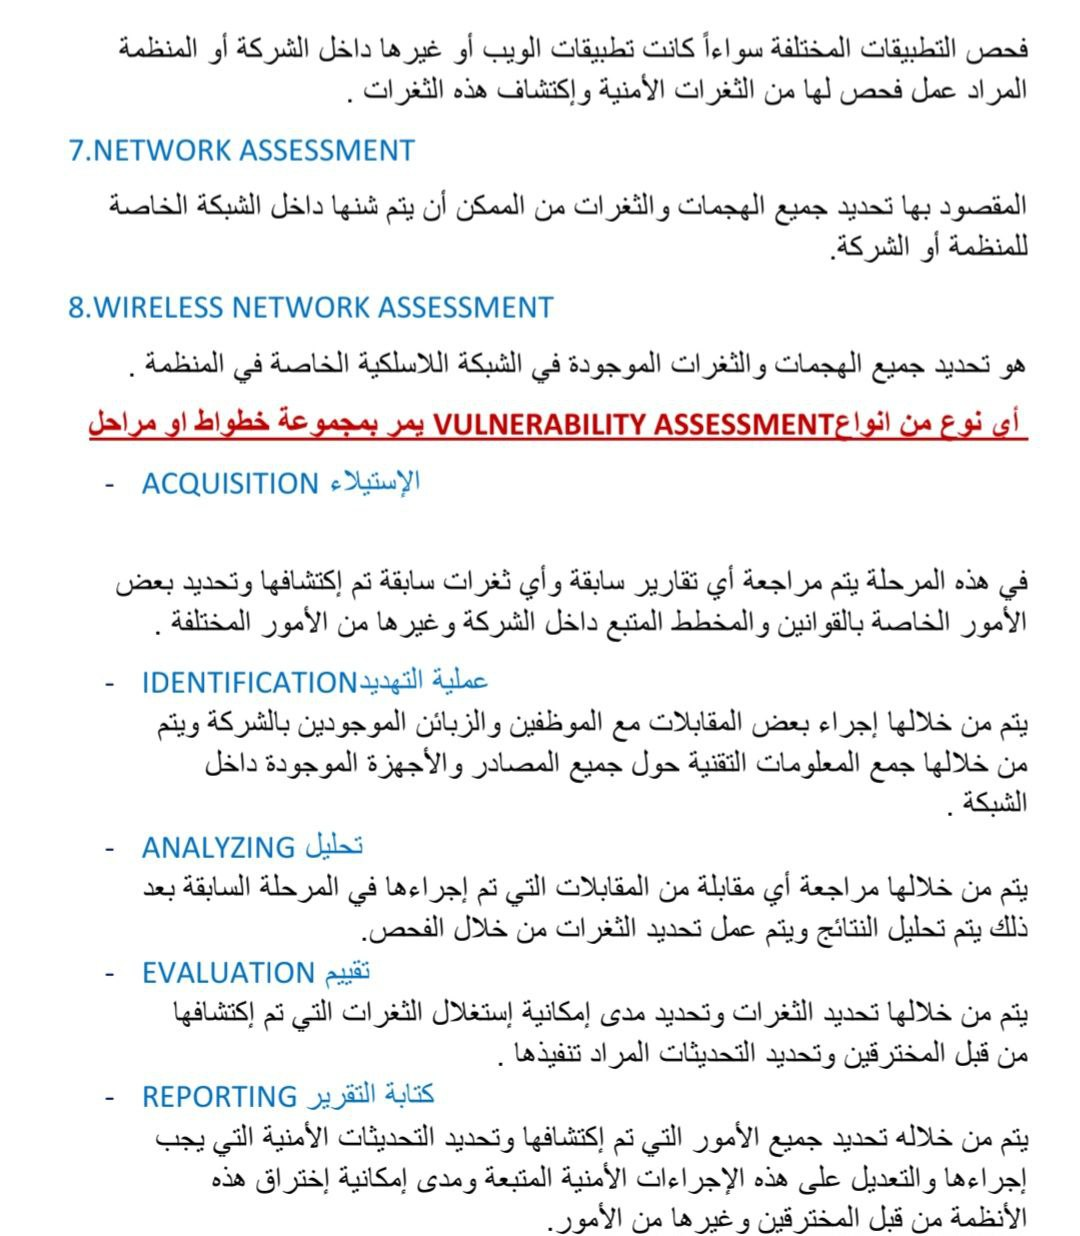 فحص التطبيقات المختلفة سواءاً كانت تطبيقات الويب أو غيرها داخل الشركة أو المنظمة
المراد عمل فحص لها من الثغرات الأمنية وإكتشاف هذه الثغرات .
7.NETWORK ASSESSMENT
المقصود بها تحديد جميع الهجمات والثغرات من الممكن أن يتم شنها داخل الشبكة الخاصة
للمنظمة أو الشركة.
8.WIRELESS NETWORK ASSESSMENT
هو تحديد جميع الهجمات والثغرات الموجودة في الشبكة اللاسلكية الخاصة في المنظمة .
أي نوع من انواعVULNERABILITY ASSESSMENT يمر بمجموعة خطواط او مراحل
- ACQUISITION الإستيلاء
في هذه المرحلة يتم مراجعة أي تقارير سابقة وأي ثغرات سابقة تم إكتشافها وتحديد بعض
الأمور الخاصة بالقوانين والمخطط المتبع داخل الشركة وغيرها من الأمور المختلفة .
- IDENTIFICATIONعملية التهديد
يتم من خلالها إجراء بعض المقابلات مع الموظفين والزبائن الموجودين بالشركة ويتم
من خلالها جمع المعلومات التقنية حول جميع المصادر والأجهزة الموجودة داخل
الشبكة .
- ANALYZING تحليل
يتم من خلالها مراجعة أي مقابلة من المقابلات التي تم إجراءها في المرحلة السابقة بعد
ذلك يتم تحليل النتائج ويتم عمل تحديد الثغرات من خلال الفحص.
- EVALUATION تقييم
يتم من خلالها تحديد الثغرات وتحديد مدى إمكانية إستغلال الثغرات التي تم إكتشافها
من قبل المخترقين وتحديد التحديثات المراد تنفيذها .
- REPORTING كتابة التقرير
يتم من خلاله تحديد جميع الأمور التي تم إكتشافها وتحديد التحديثات الأمنية التي يجب
إجراءها والتعديل على هذه الإجراءات الأمنية المتبعة ومدى إمكانية إختراق هذه
الأنظمة من قبل المخترقين وغيرها من الأمور.